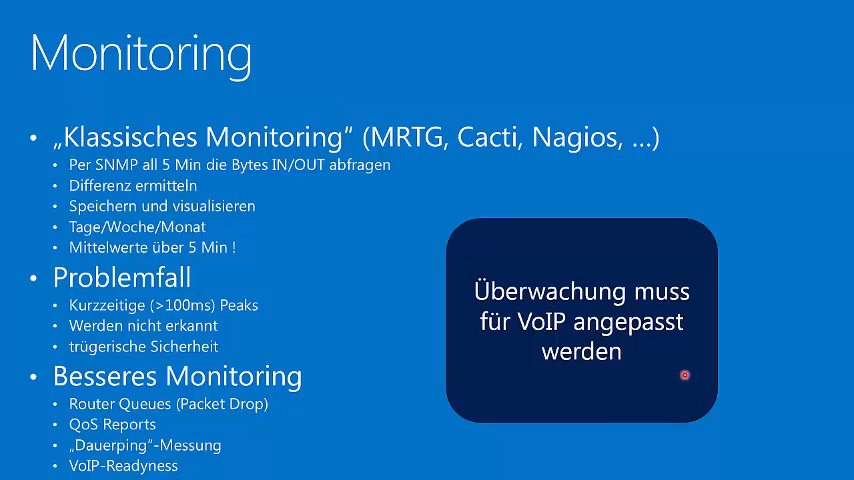 Monitoring
• „Klassisches Monitoring“ (MRTG, Cacti, Nagios, ...)
• Per SNMP all 5 Min die Bytes IN/OUT abfragen
• Differenz ermitteln
• Speichern und visualisieren
• Tage/Woche/Monat
• Mittelwerte über 5 Min !
• Problemfall
• Kurzzeitige (>100ms) Peaks
• Werden nicht erkannt
• trügerische Sicherheit
• Besseres Monitoring
• Router Queues (Packet Drop)
• QoS Reports
• „Dauerping“-Messung
• VoIP-Readyness
Überwachung muss
für VoIP angepasst
werden